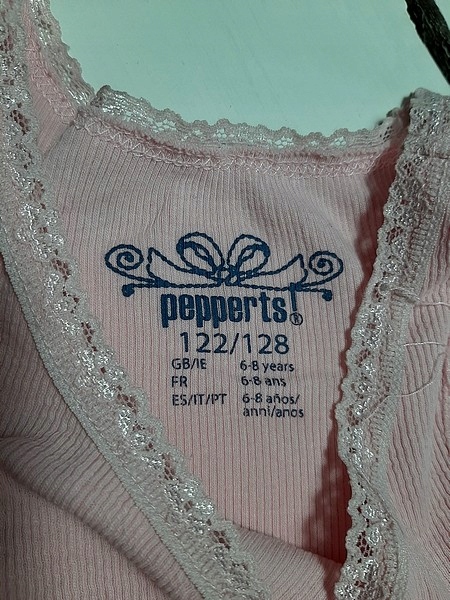 pepperts!®
122/128
GB/IE 6-8 years
FR 6-8 ans
ES/IT/PT 6-8 años/
anni/anos